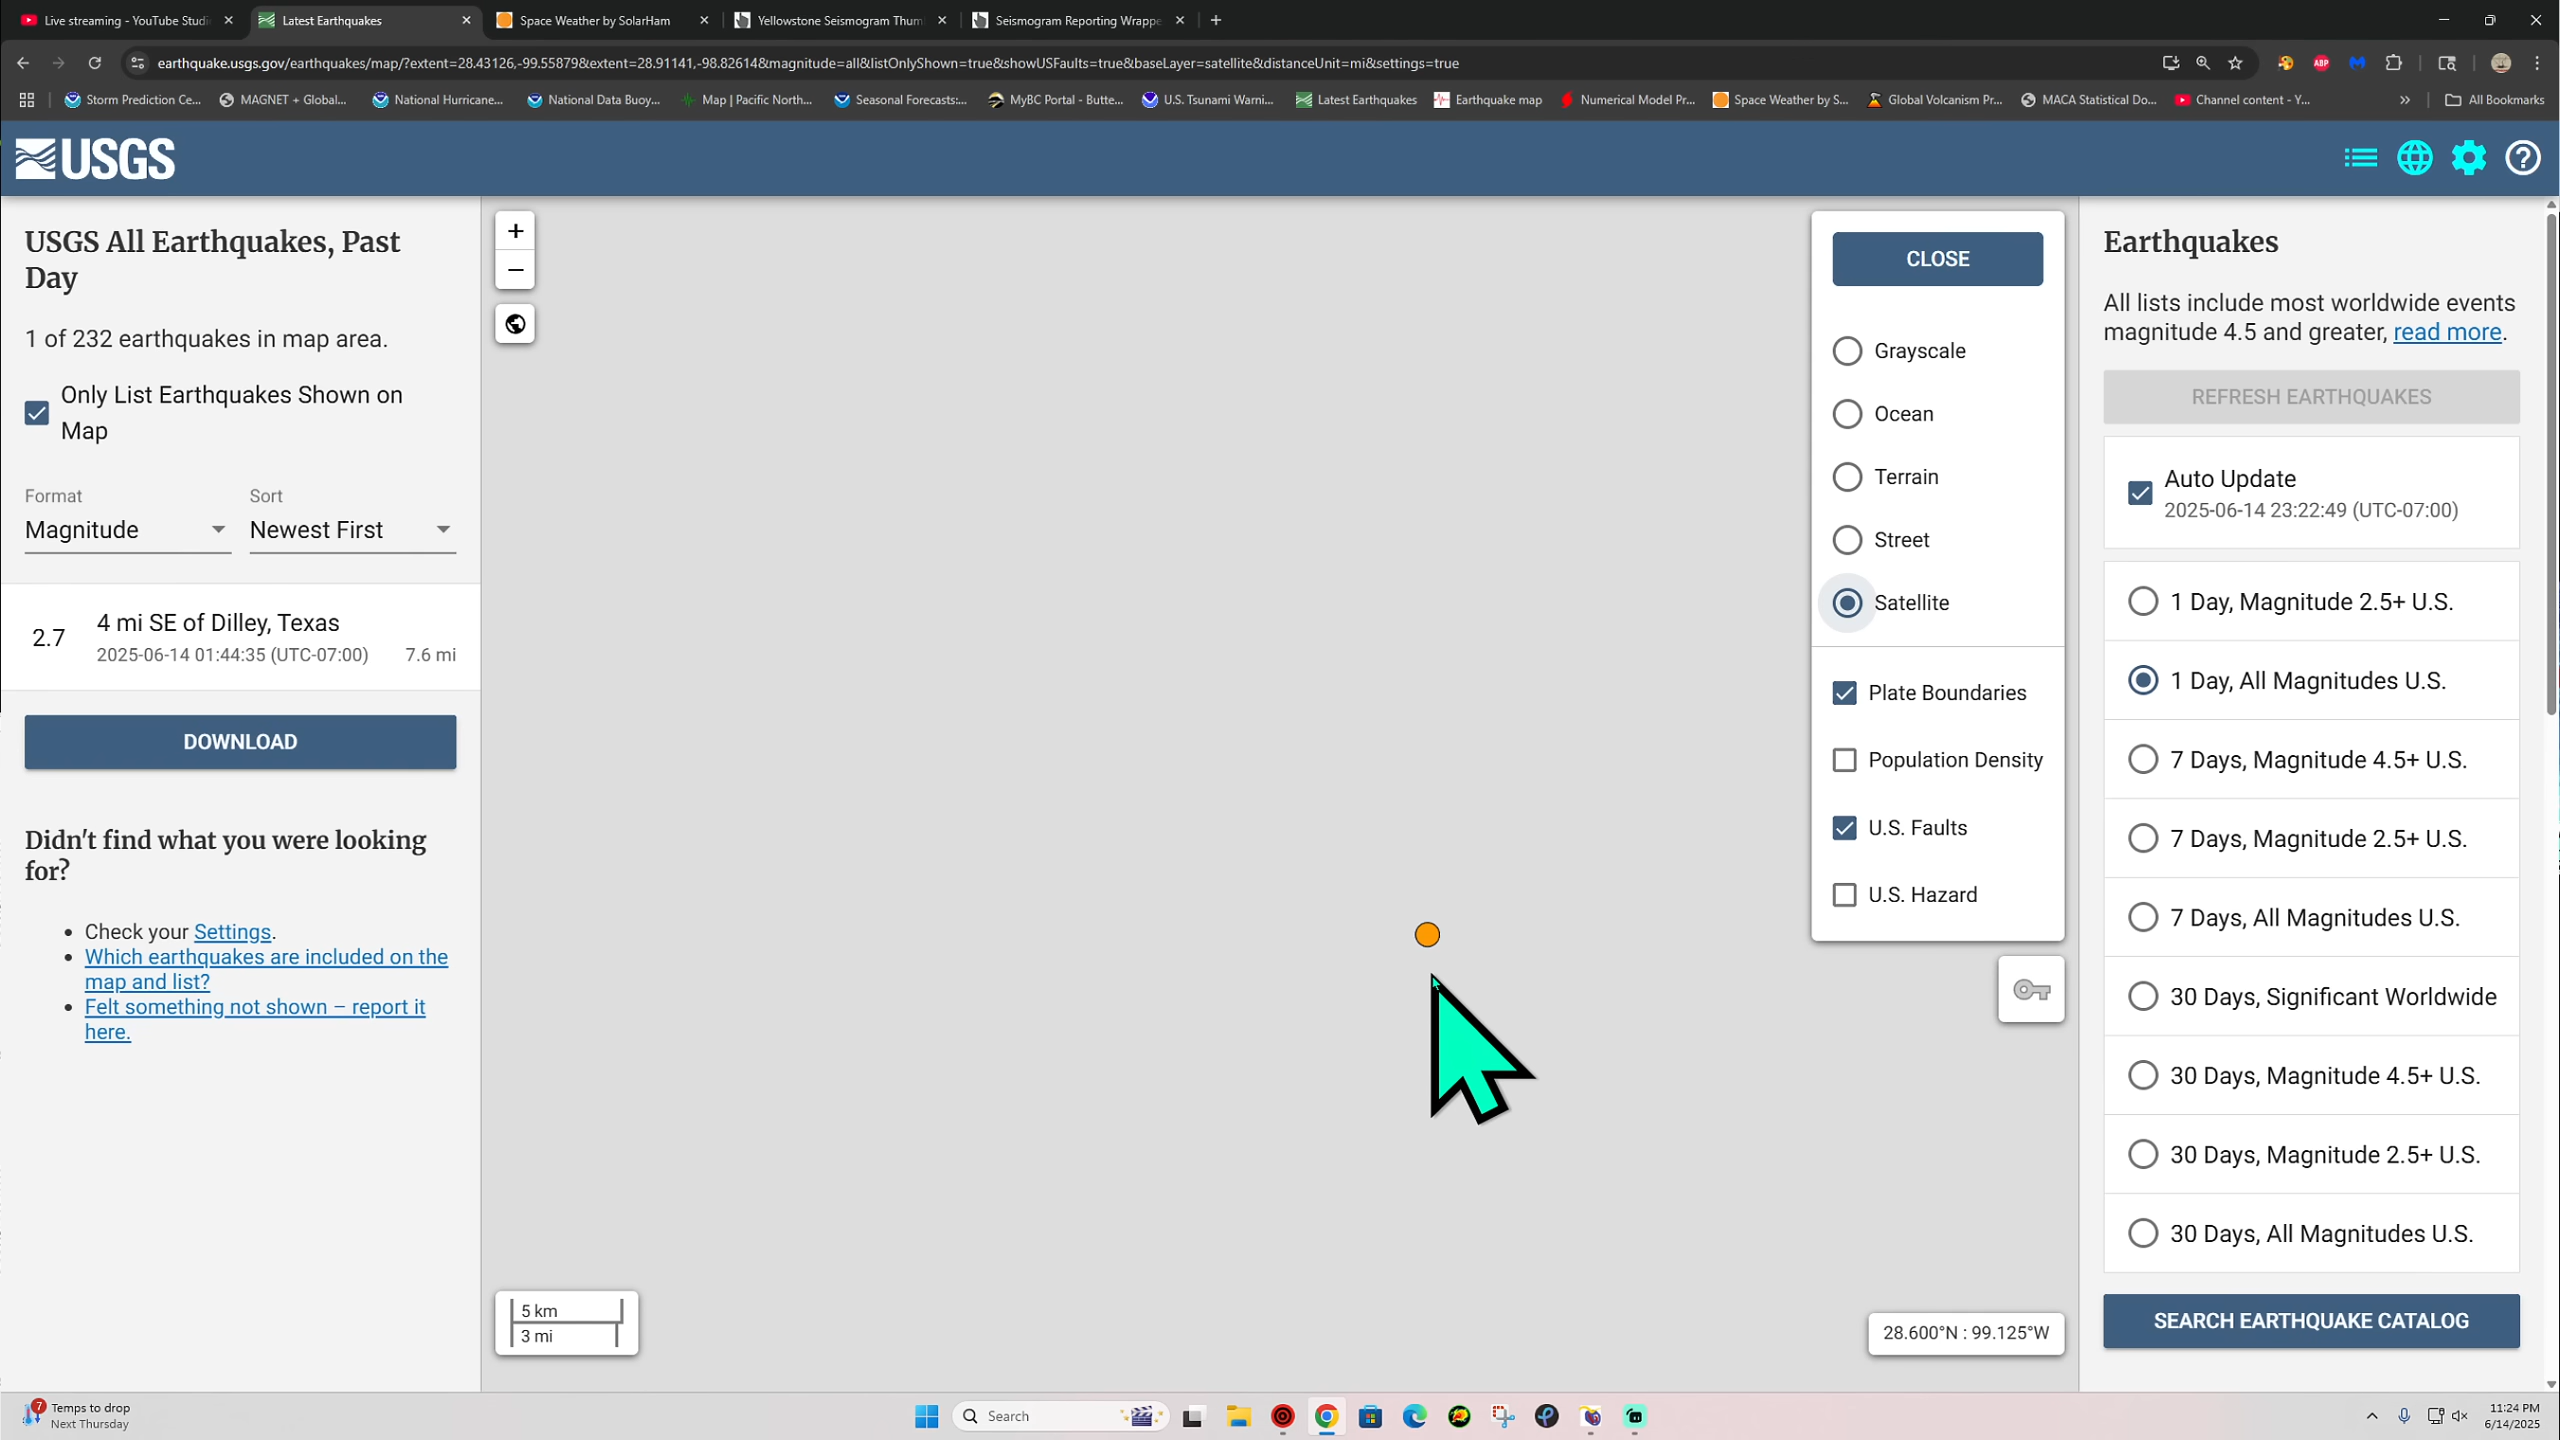 Live streaming - YouTube Studi
Latest Earthquakes
Space Weather by SolarHam
Yellowstone Seismogram Thum
Seismogram Reporting Wrappe
earthquake.usgs.gov/earthquakes/map/?extent=28.43126,-99.55879&extent=28.91141,-98.82614&magnitude=all&listOnlyShown=true&showUSFaults=true&baseLayer=satellite&distanceUnit=mi&settings=true
ABP
Storm Prediction Ce...
MAGNET + Global...
National Hurricane...
National Data Buoy...
Map | Pacific North...
Seasonal Forecasts:...
MyBC Portal - Butte...
U.S. Tsunami Warni...
Latest Earthquakes
Earthquake map
Numerical Model Pr...
Space Weather by S...
Global Volcanism Pr...
MACA Statistical Do...
Channel content - Y...
All Bookmarks
USGS
USGS All Earthquakes, Past
Day
1 of 232 earthquakes in map area.
Only List Earthquakes Shown on
Map
Format
Sort
Magnitude
Newest First
2.7
4 mi SE of Dilley, Texas
2025-06-14 01:44:35 (UTC-07:00)
7.6 mi
DOWNLOAD
Didn't find what you were looking
for?
Check your Settings.
Which earthquakes are included on the
map and list?
Felt something not shown – report it
here.
+
−
5 km
3 mi
CLOSE
Grayscale
Ocean
Terrain
Street
Satellite
Plate Boundaries
Population Density
U.S. Faults
U.S. Hazard
28.600°N : 99.125°W
Earthquakes
All lists include most worldwide events
magnitude 4.5 and greater, read more.
REFRESH EARTHQUAKES
Auto Update
2025-06-14 23:22:49 (UTC-07:00)
1 Day, Magnitude 2.5+ U.S.
1 Day, All Magnitudes U.S.
7 Days, Magnitude 4.5+ U.S.
7 Days, Magnitude 2.5+ U.S.
7 Days, All Magnitudes U.S.
30 Days, Significant Worldwide
30 Days, Magnitude 4.5+ U.S.
30 Days, Magnitude 2.5+ U.S.
30 Days, All Magnitudes U.S.
SEARCH EARTHQUAKE CATALOG
7
Temps to drop
Next Thursday
Search
11:24 PM
6/14/2025